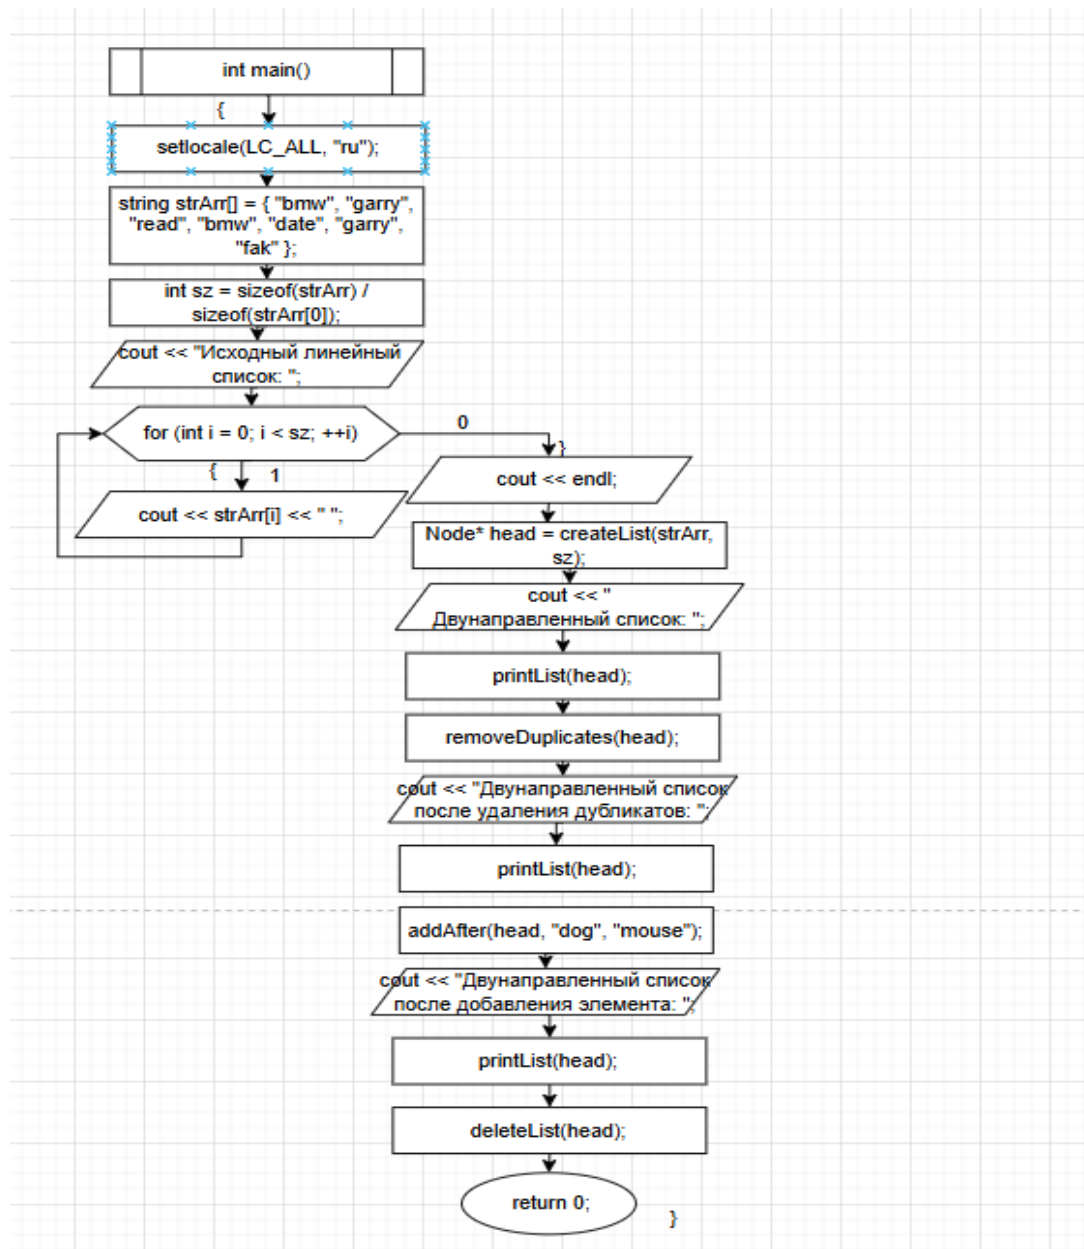 int main()
{
setlocale(LC_ALL, "ru");
string strArr[] = { "bmw", "garry",
"read", "bmw", "date", "garry",
"fak" };
int sz = sizeof(strArr) /
sizeof(strArr[0]);
cout << "Исходный линейный
список: ";
for (int i = 0; i < sz; ++i)
0
{
1
cout << strArr[i] << " ";
}
cout << endl;
Node* head = createList(strArr,
sz);
cout << "
Двунаправленный список: ";
printList(head);
removeDuplicates(head);
cout << "Двунаправленный список
после удаления дубликатов: ";
printList(head);
addAfter(head, "dog", "mouse");
cout << "Двунаправленный список
после добавления элемента: ";
printList(head);
deleteList(head);
return 0;
}